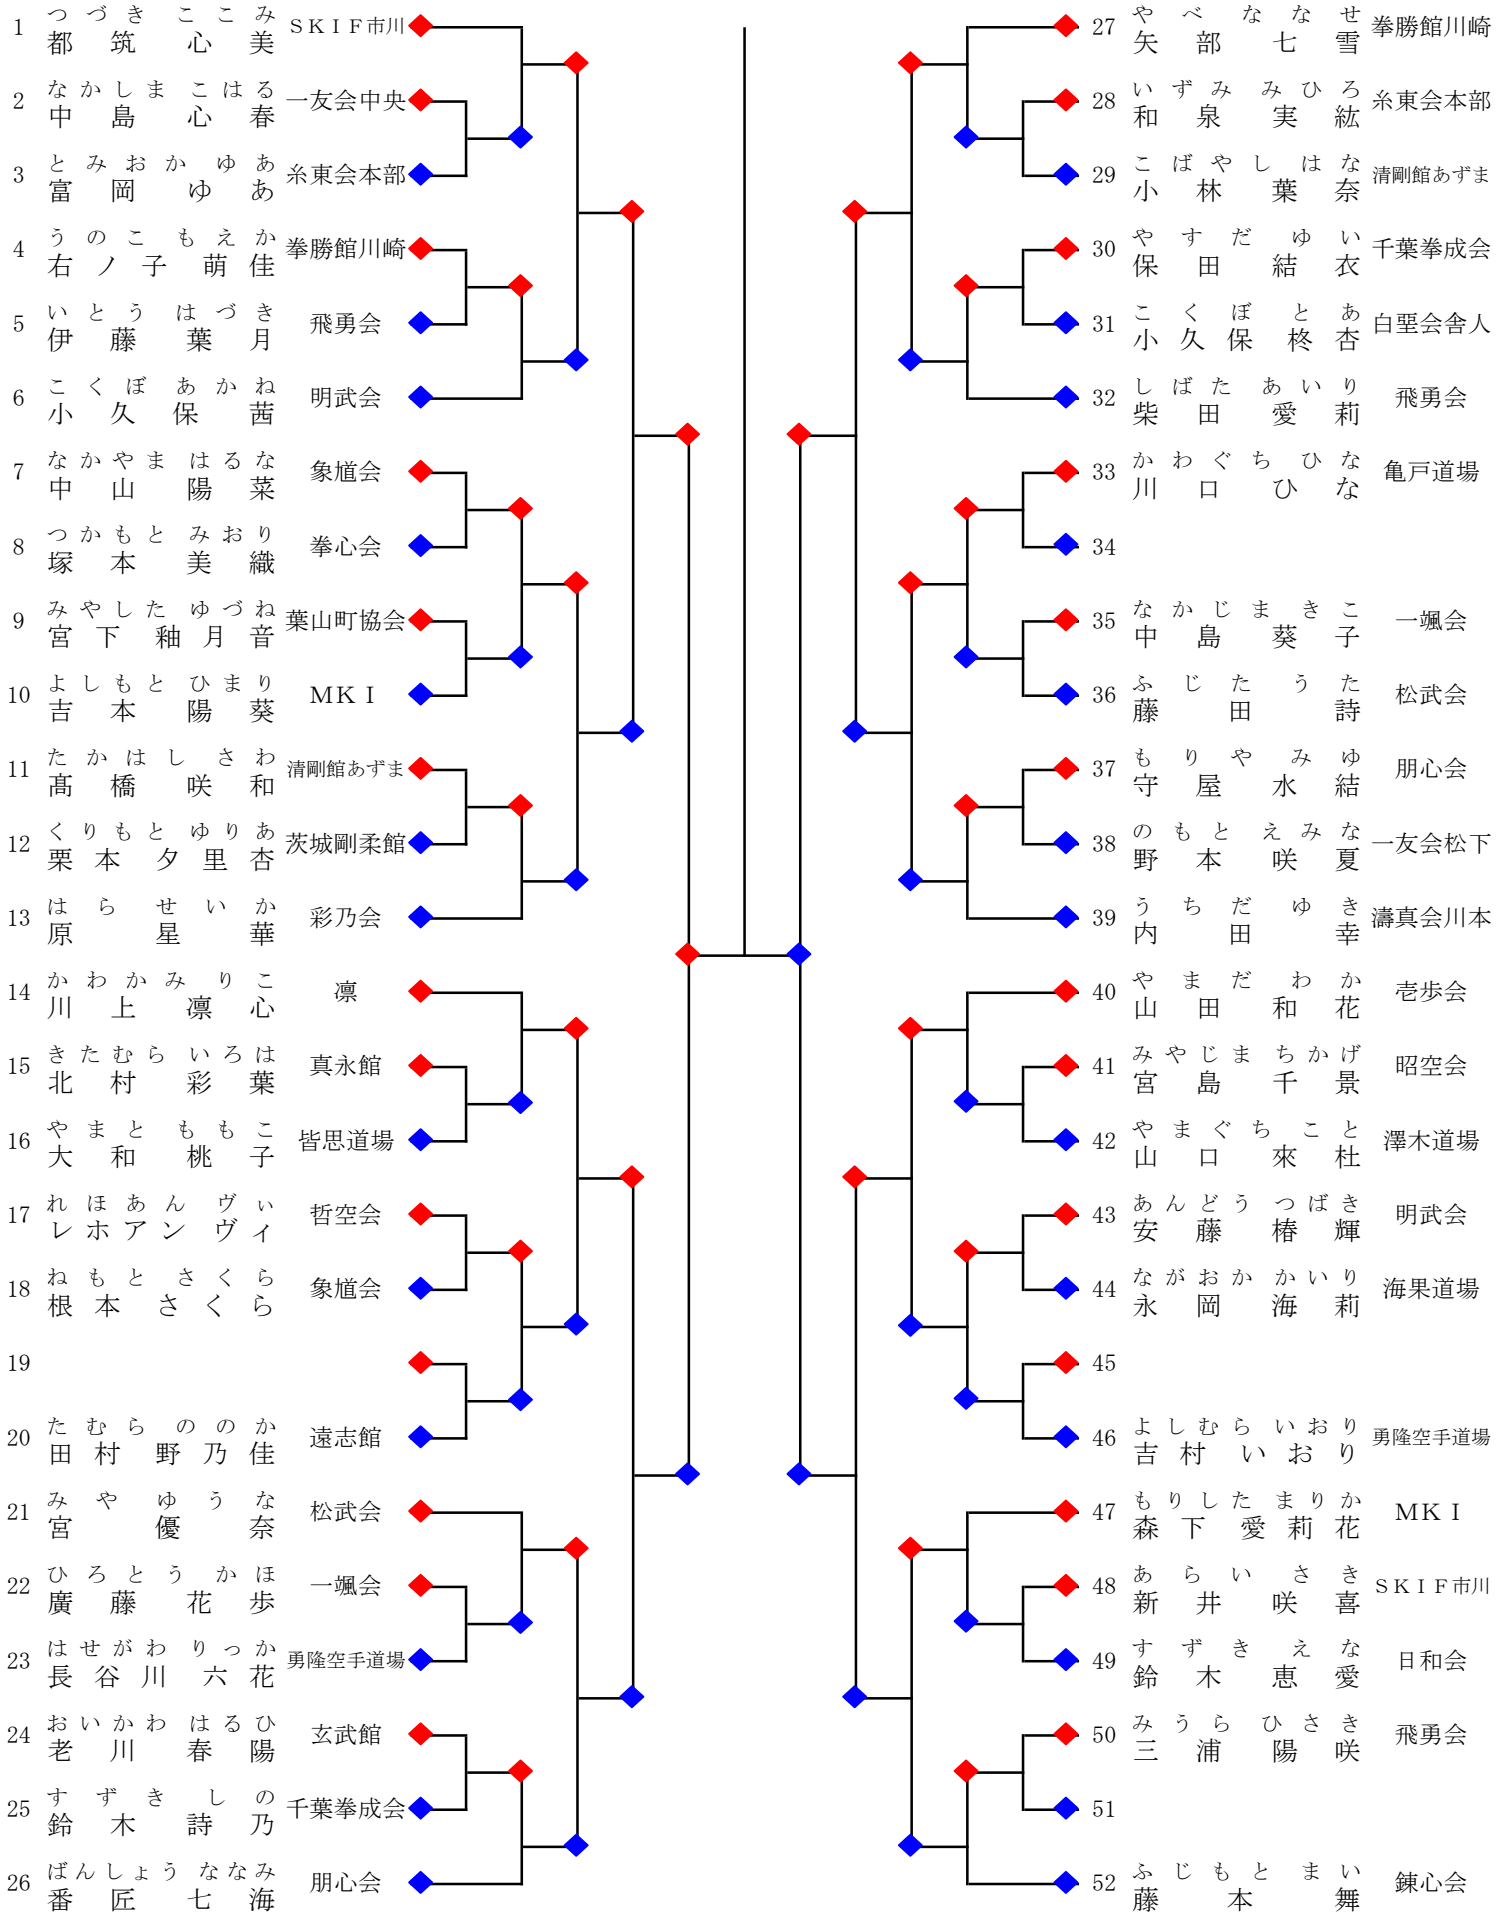 つづき ここみ
1 都筑 心美 ＳＫＩＦ市川
なかしま こはる
2 中島 心春 一友会中央
とみおか ゆあ
3 富岡 ゆあ 糸東会本部
うのこ もえか
4 右ノ子 萌佳 拳勝館川崎
いとう はづき
5 伊藤 葉月 飛勇会
こくぼ あかね
6 小久保 茜 明武会
なかやま はるな
7 中山 陽菜 象馗会
つかもと みおり
8 塚本 美織 拳心会
みやした ゆづね
9 宮下 釉月音 葉山町協会
よしもと ひまり
10 吉本 陽葵 ＭＫＩ
たかはし さわ
11 髙橋 咲和 清剛館あずま
くりもと ゆりあ
12 栗本 夕里杏 茨城剛柔館
はら せいか
13 原 星華 彩乃会
かわかみ りこ
14 川上 凛心 凛
きたむら いろは
15 北村 彩葉 真永館
やまと ももこ
16 大和 桃子 皆思道場
れほあん ヴぃ
17 レホアン ヴィ 哲空会
ねもと さくら
18 根本 さくら 象馗会
19
たむら ののか
20 田村 野乃佳 遠志館
みや ゆうな
21 宮 優奈 松武会
ひろとう かほ
22 廣藤 花歩 一颯会
はせがわ りっか
23 長谷川 六花 勇隆空手道場
おいかわ はるひ
24 老川 春陽 玄武館
すずき しの
25 鈴木 詩乃 千葉拳成会
ばんしょう ななみ
26 番匠 七海 朋心会
やべ ななせ
27 矢部 七雪 拳勝館川崎
いずみ みひろ
28 和泉 実紘 糸東会本部
こばやし はな
29 小林 葉奈 清剛館あずま
やすだ ゆい
30 保田 結衣 千葉拳成会
こくぼ とあ
31 小久保 柊杏 白堊会舎人
しばた あいり
32 柴田 愛莉 飛勇会
かわぐち ひな
33 川口 ひな 亀戸道場
34
なかじま きこ
35 中島 葵子 一颯会
ふじた うた
36 藤田 詩 松武会
もりや みゆ
37 守屋 水結 朋心会
のもと えみな
38 野本 咲夏 一友会松下
うちだ ゆき
39 内田 幸 濤真会川本
やまだ わか
40 山田 和花 壱歩会
みやじま ちかげ
41 宮島 千景 昭空会
やまぐち こと
42 山口 來杜 澤木道場
あんどう つばき
43 安藤 椿輝 明武会
ながおか かいり
44 永岡 海莉 海果道場
45
よしむら いおり
46 吉村 いおり 勇隆空手道場
もりした まりか
47 森下 愛莉花 ＭＫＩ
あらい さき
48 新井 咲喜 ＳＫＩＦ市川
すずき えな
49 鈴木 恵愛 日和会
みうら ひさき
50 三浦 陽咲 飛勇会
51
ふじもと まい
52 藤本 舞 錬心会